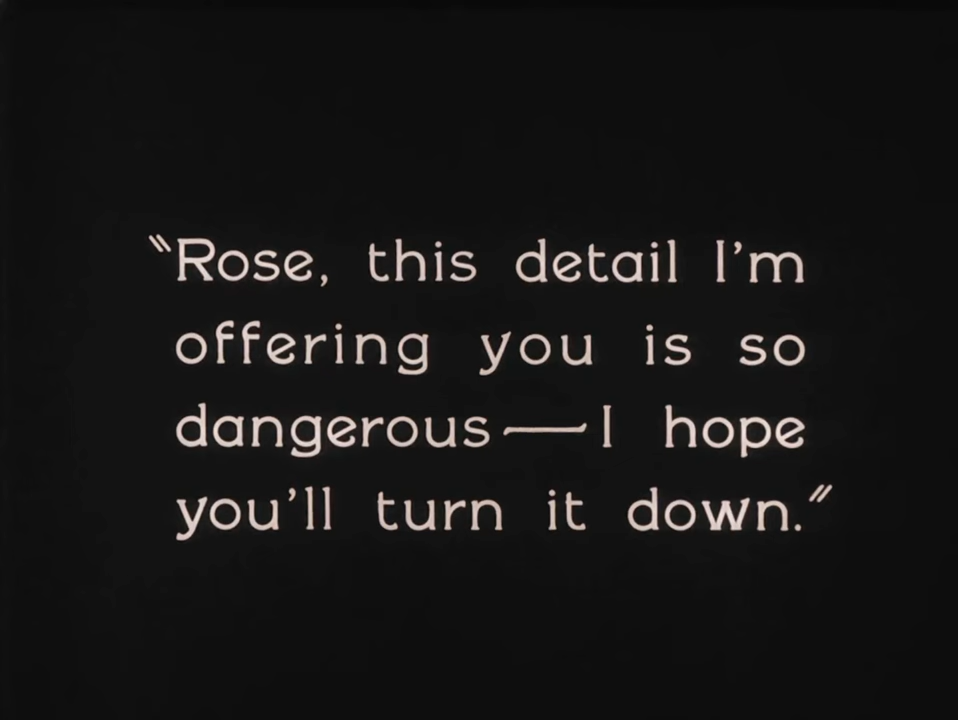 "Rose, this detail I'm
offering you is so
dangerous—I hope
you'll turn it down."